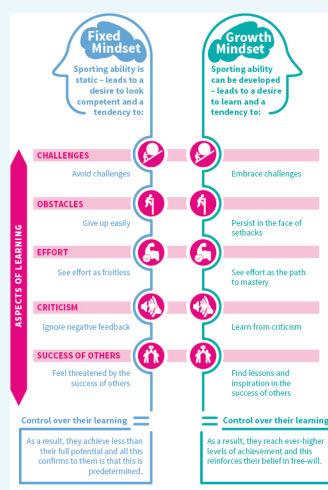 Fixed
Mindset
Sporting ability is
static – leads to a
desire to look
competent and a
tendency to:
Growth
Mindset
Sporting ability
can be developed
– leads to a desire
to learn and a
tendency to:
ASPECTS OF LEARNING
CHALLENGES
Avoid challenges
Embrace challenges
OBSTACLES
Give up easily
Persist in the face of
setbacks
EFFORT
See effort as fruitless
See effort as the path
to mastery
CRITICISM
Ignore negative feedback
Learn from criticism
SUCCESS OF OTHERS
Feel threatened by the
success of others
Find lessons and
inspiration in the
success of others
Control over their learning
As a result, they achieve less than
their full potential and all this
confirms to them is that this is
predetermined.
Control over their learning
As a result, they reach ever-higher
levels of achievement and this
reinforces their belief in free-will.